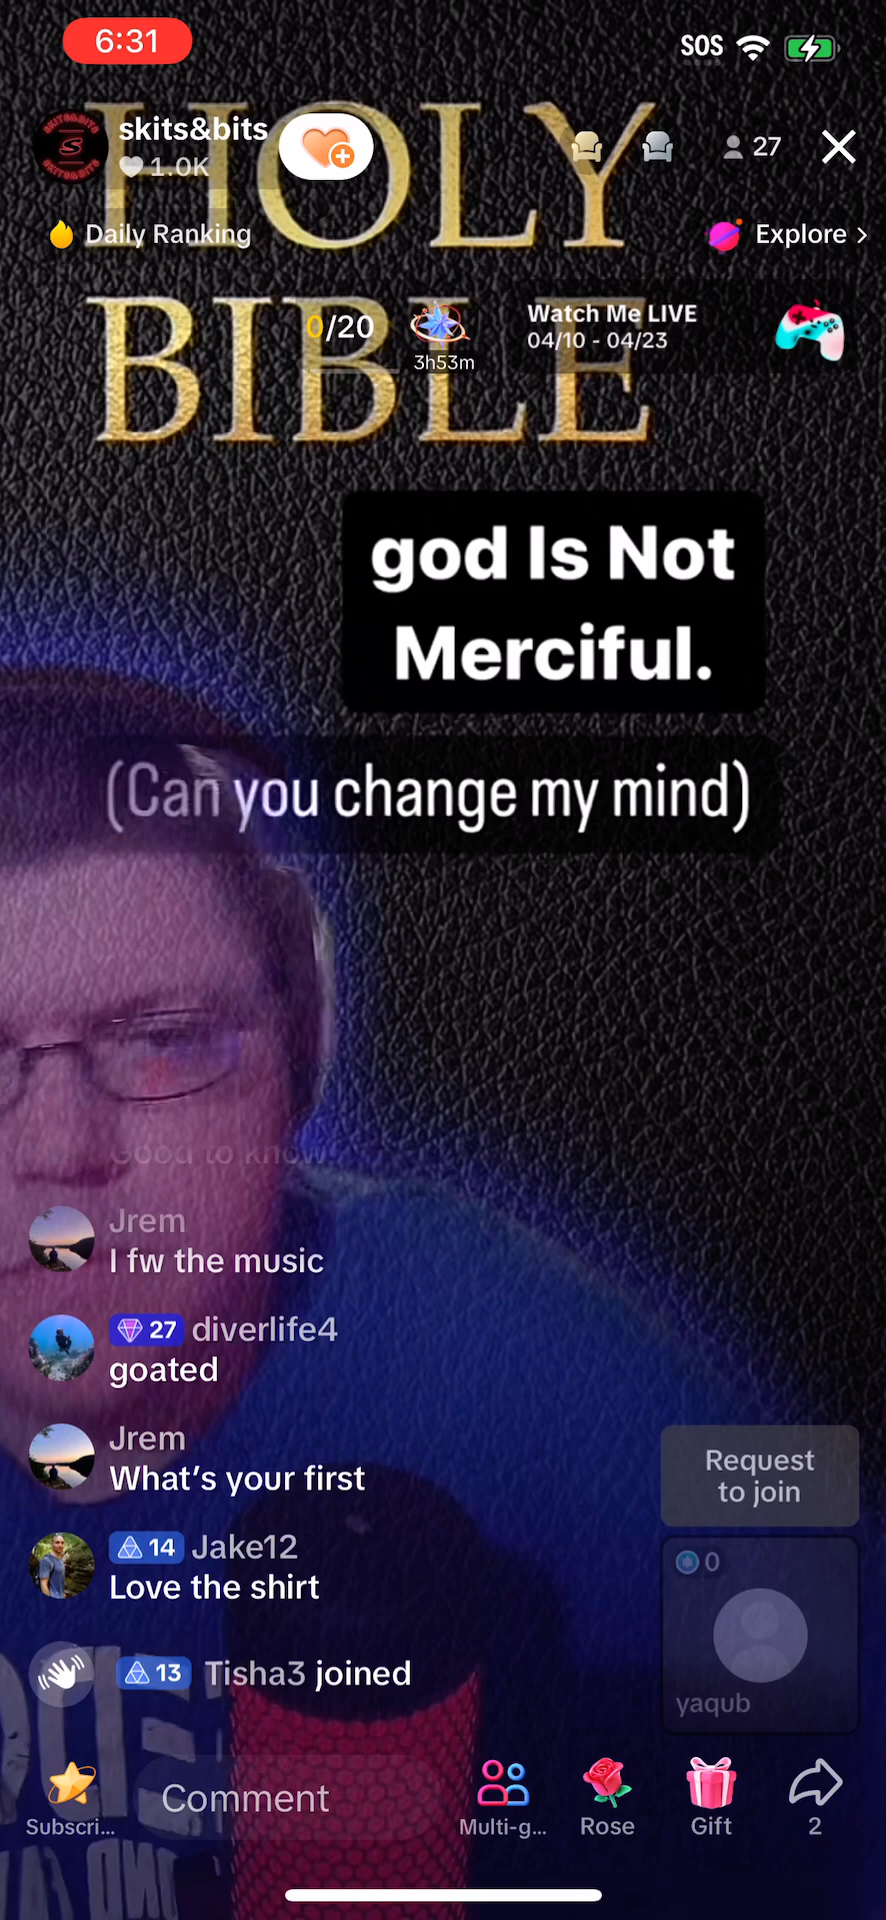 6:31
SOS
HOLY
skits&bits
1.0K
27
Daily Ranking
Explore >
BIBLE
0/20
3h53m
Watch Me LIVE
04/10 - 04/23
god Is Not
Merciful.
(Can you change my mind)
Good to know
Jrem
I fw the music
27 diverlife4
goated
Jrem
What's your first
14 Jake12
Love the shirt
13 Tisha3 joined
Request
to join
0
yaqub
Comment
Subscri...
Multi-g...
Rose
Gift
2